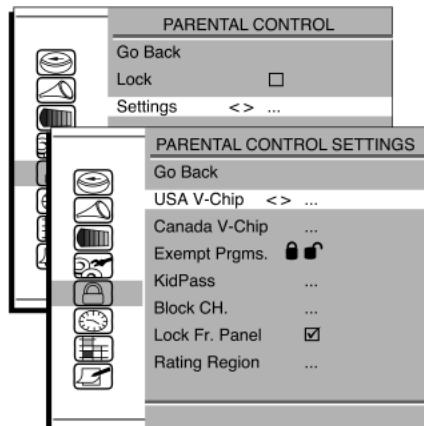 PARENTAL CONTROL
Go Back
Lock
Settings < > ...
PARENTAL CONTROL SETTINGS
Go Back
USA V-Chip < > ...
Canada V-Chip ...
Exempt Prgms.
KidPass ...
Block CH. ...
Lock Fr. Panel
Rating Region ...